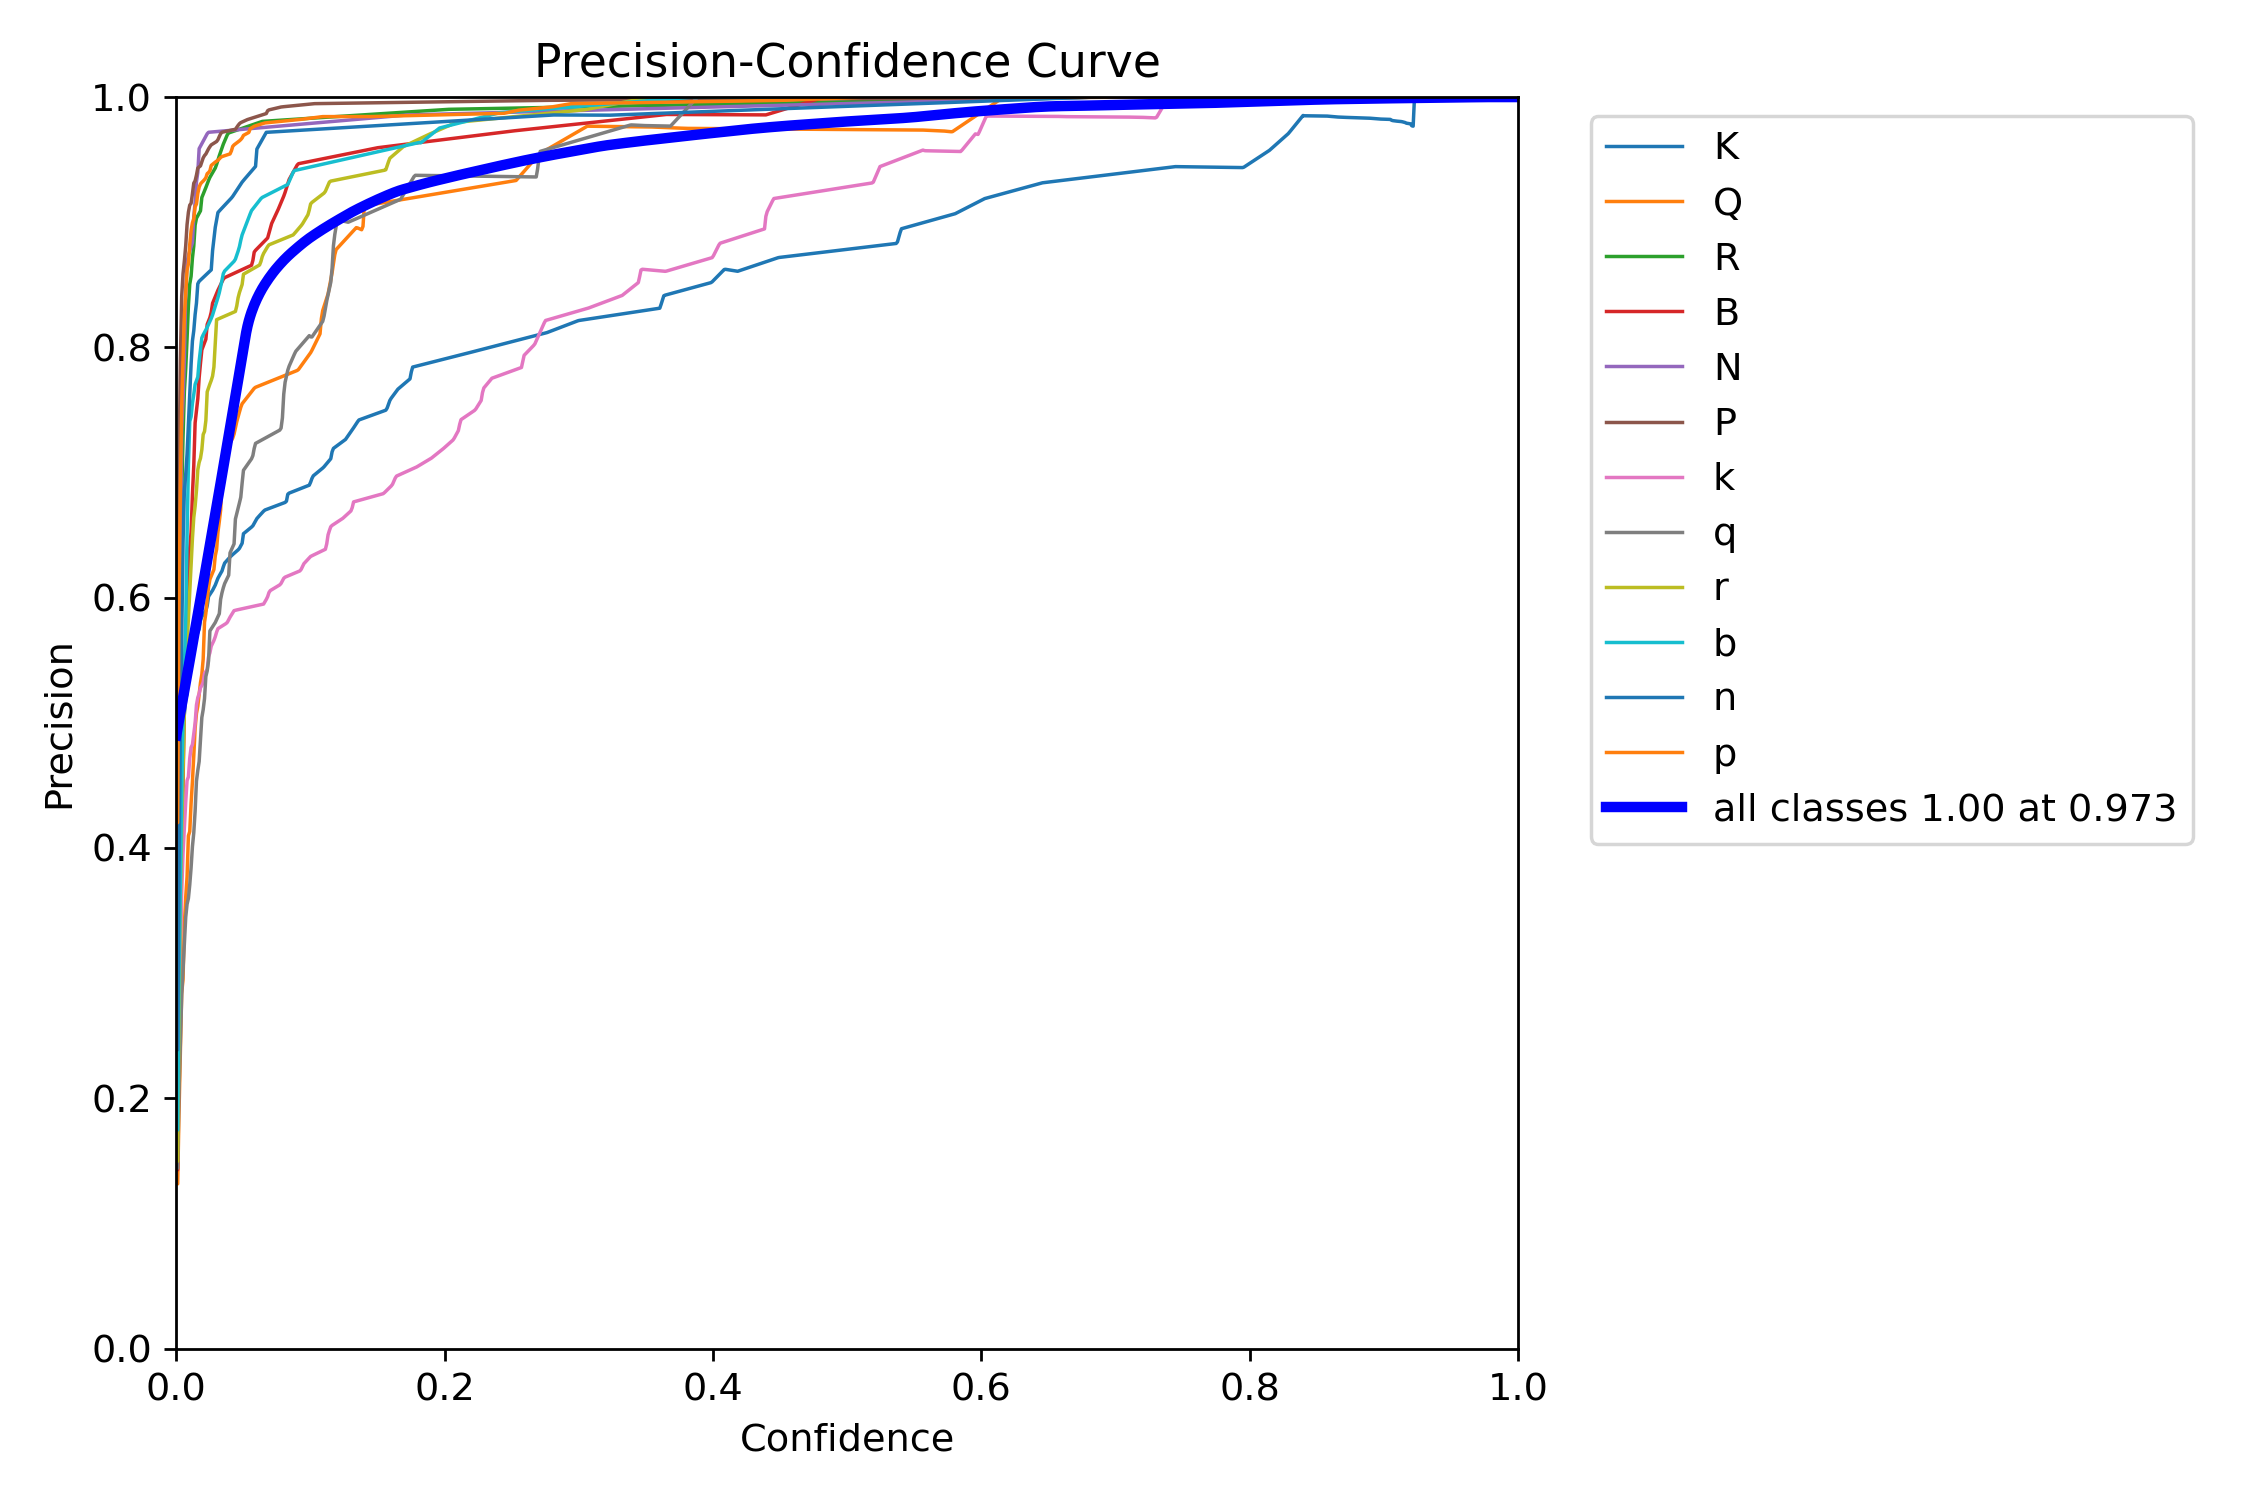 Precision-Confidence Curve
1.0
0.8
0.6
0.4
0.2
0.0
Precision
0.0 0.2 0.4 0.6 0.8 1.0
Confidence
K
Q
R
B
N
P
k
q
r
b
n
p
all classes 1.00 at 0.973